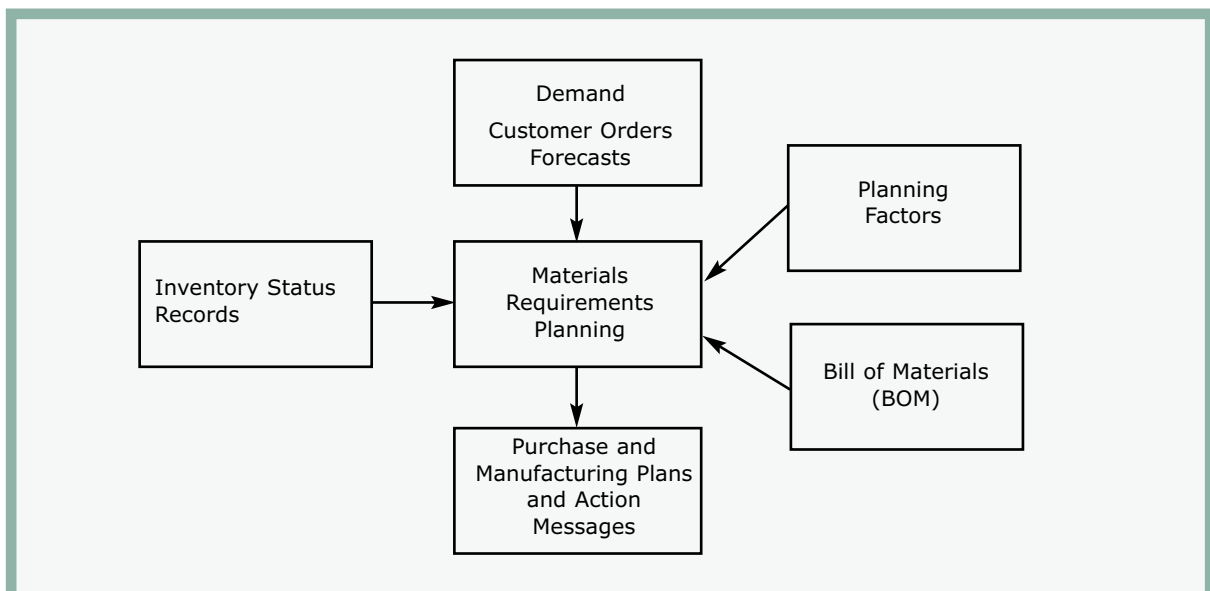 Demand
Customer Orders
Forecasts
Planning
Factors
Inventory Status
Records
Materials
Requirements
Planning
Bill of Materials
(BOM)
Purchase and
Manufacturing Plans
and Action
Messages